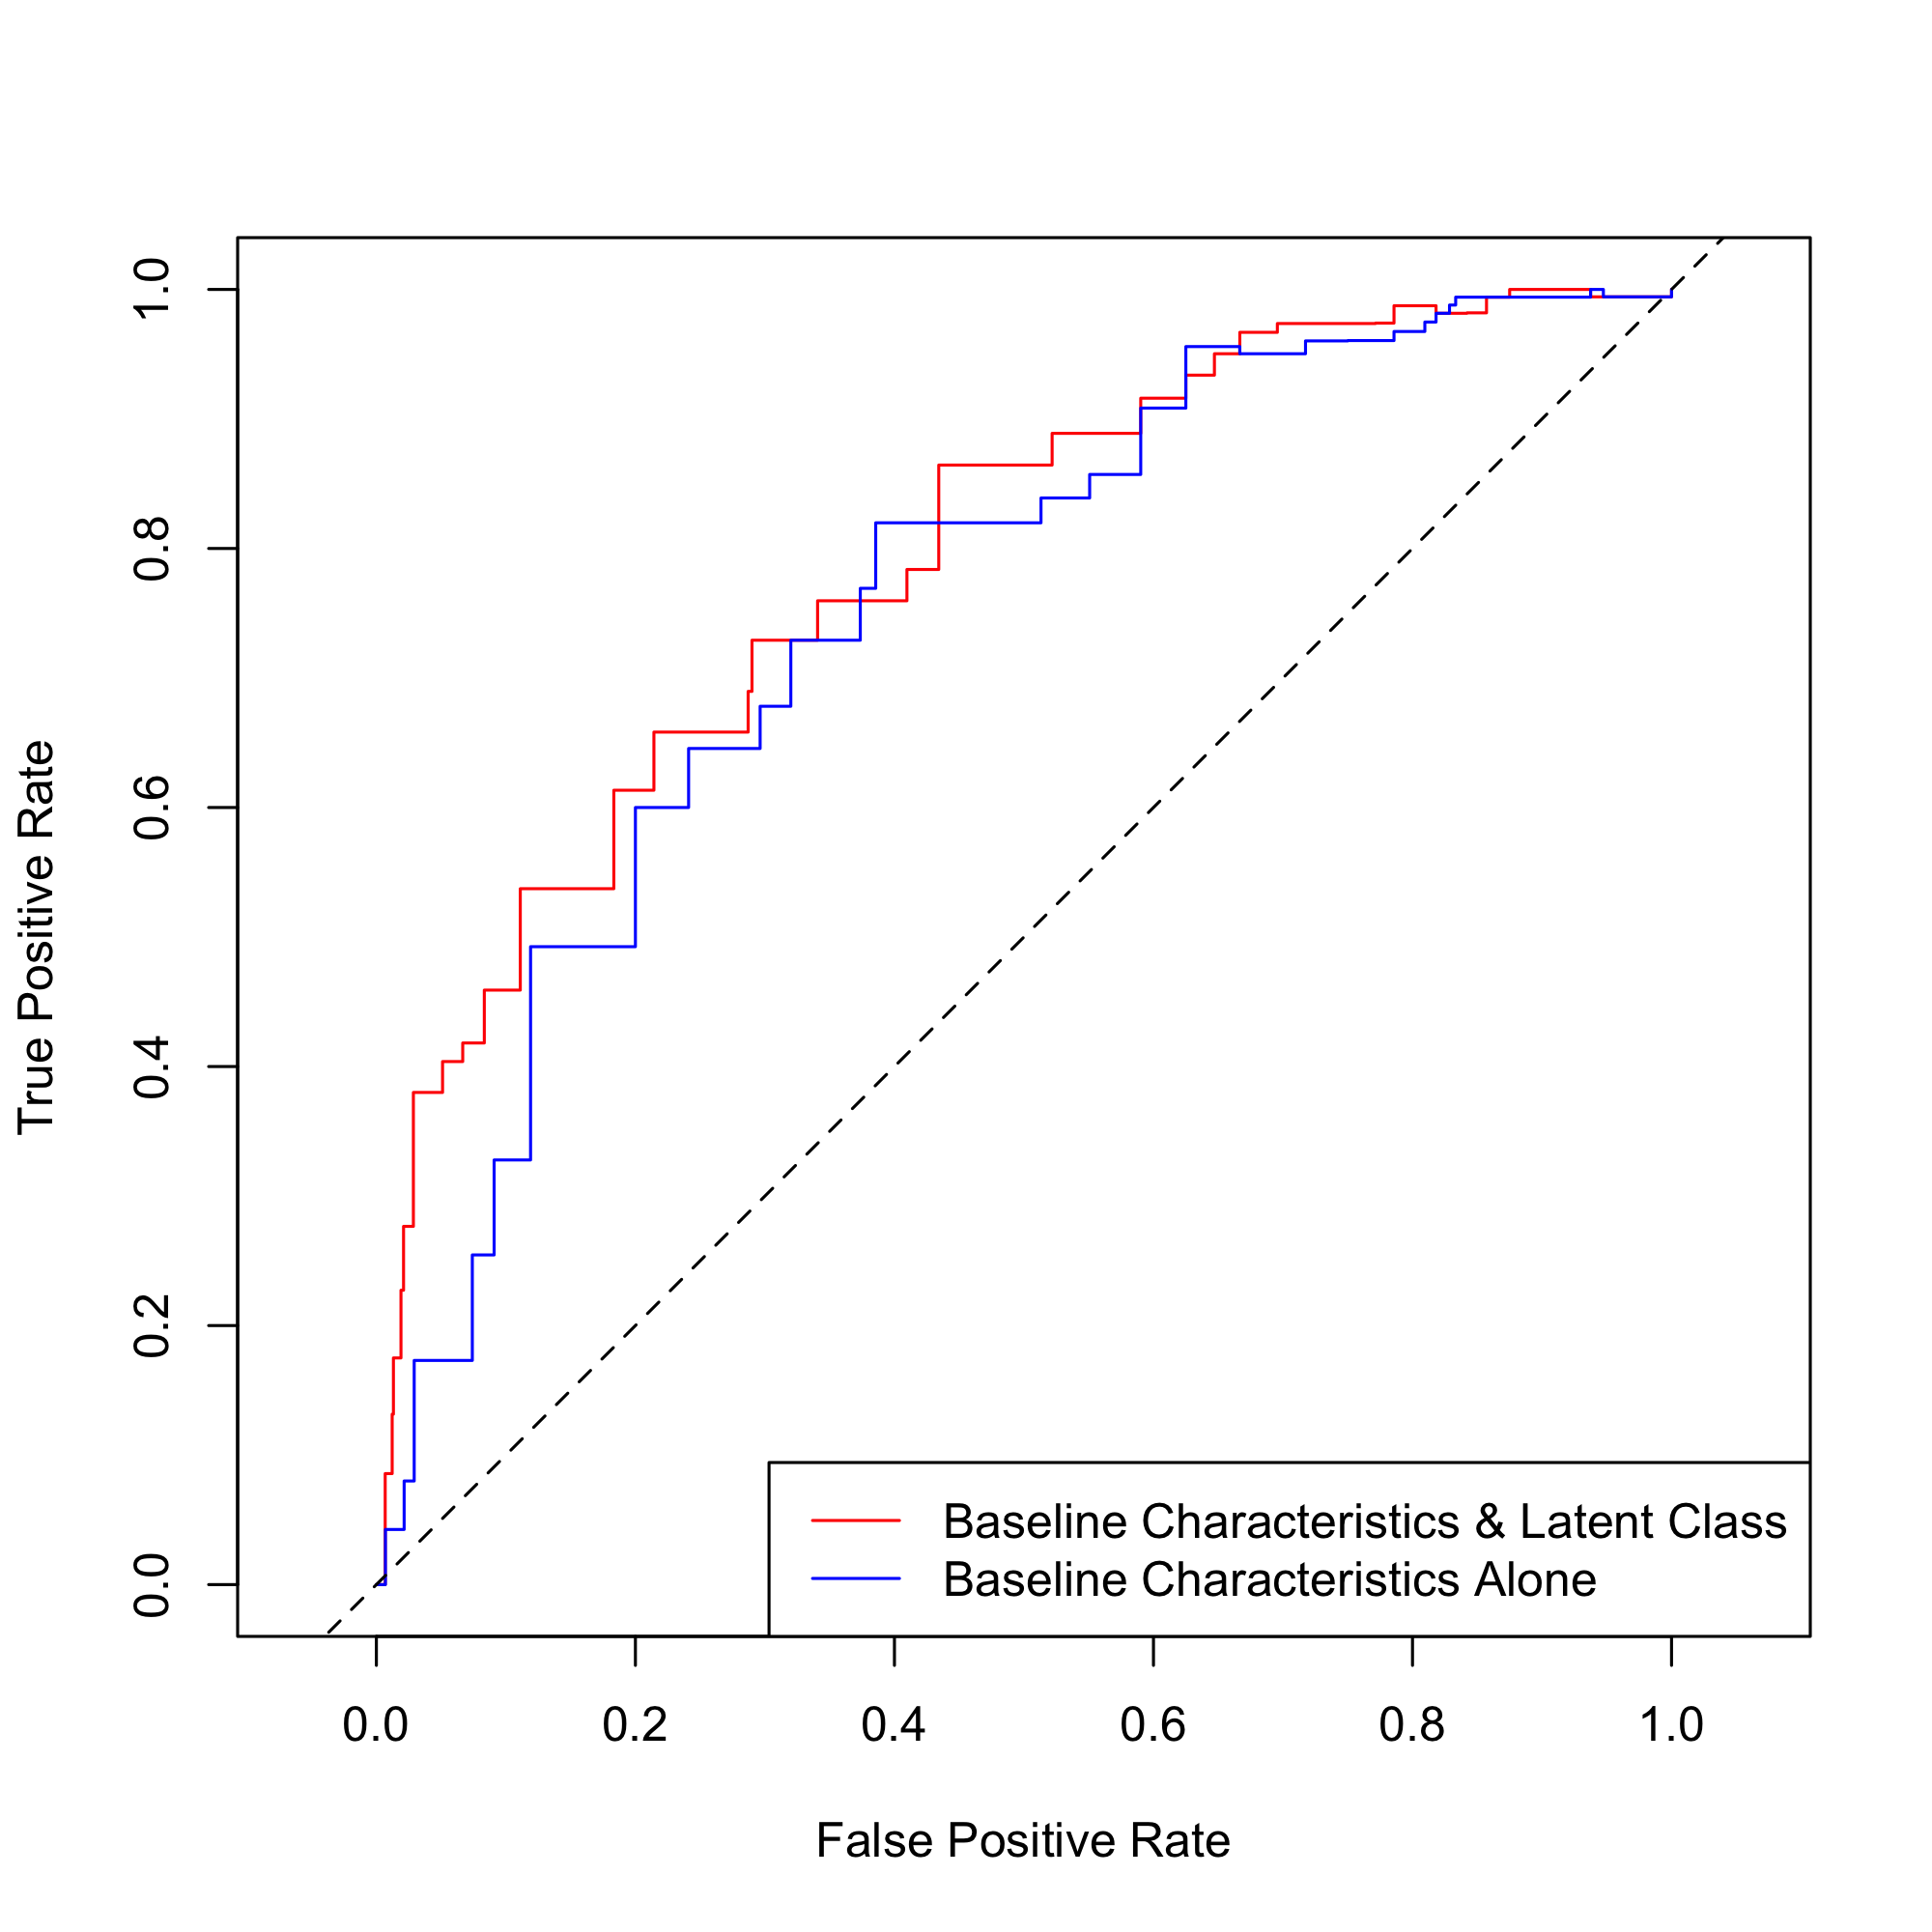 True Positive Rate
1.0
0.8
0.6
0.4
0.2
0.0
Baseline Characteristics & Latent Class
Baseline Characteristics Alone
0.0 0.2 0.4 0.6 0.8 1.0
False Positive Rate